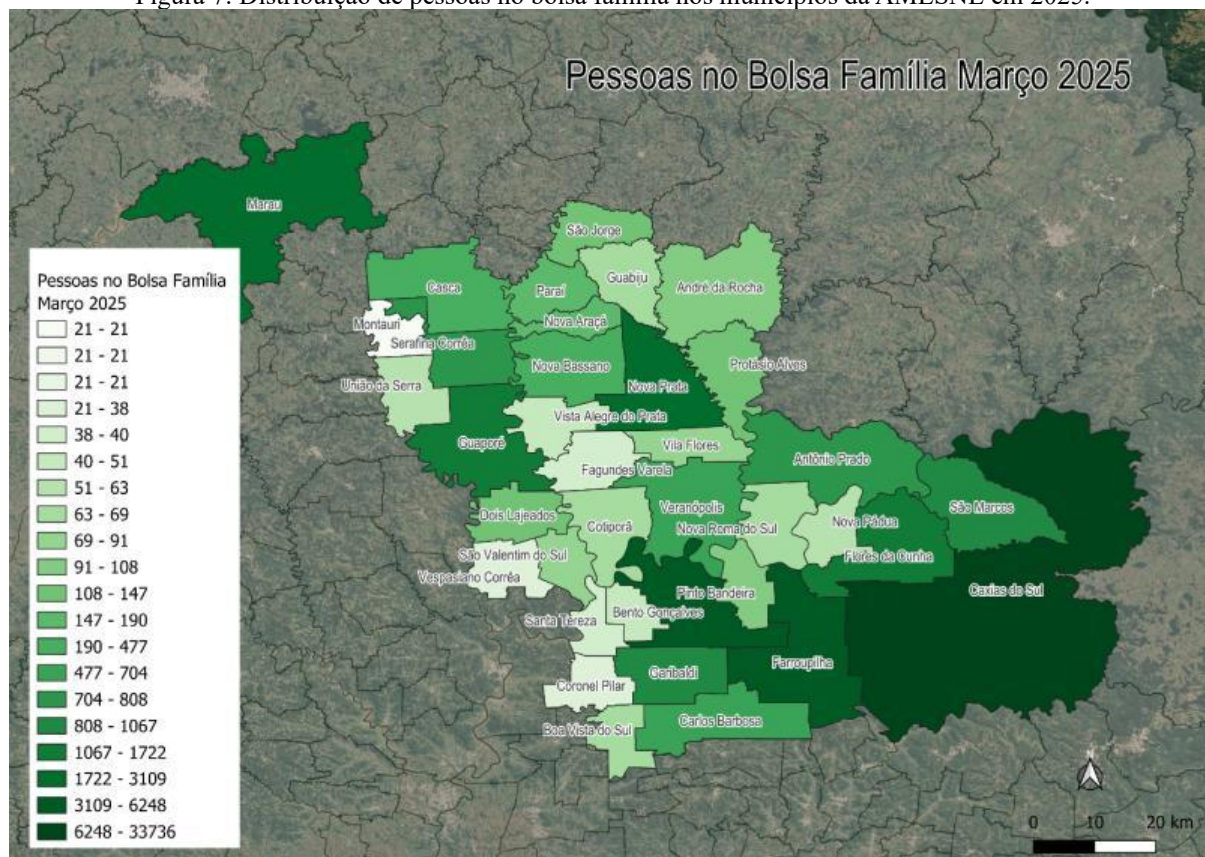 Figura 7. Distribuição de pessoas no bolsa família nos municípios da AMESNE em 2025.
Pessoas no Bolsa Família Março 2025
Marau
São Jorge
Guabiju
André da Rocha
Casca
Paraí
Nova Araçá
Montauri
Serafina Corrêa
Nova Bassano
Protásio Alves
União da Serra
Nova Prata
Vista Alegre do Prata
Guaporé
Vila Flores
Antônio Prado
Fagundes Varela
Veranópolis
São Marcos
Dois Lajeados
Cotiporã
Nova Roma do Sul
Nova Pádua
São Valentim do Sul
Flores da Cunha
Vespasiano Corrêa
Pinto Bandeira
Caxias do Sul
Bento Gonçalves
Santa Tereza
Farroupilha
Garibaldi
Coronel Pilar
Carlos Barbosa
Boa Vista do Sul
Pessoas no Bolsa Família
Março 2025
21 - 21
21 - 21
21 - 21
21 - 38
38 - 40
40 - 51
51 - 63
63 - 69
69 - 91
91 - 108
108 - 147
147 - 190
190 - 477
477 - 704
704 - 808
808 - 1067
1067 - 1722
1722 - 3109
3109 - 6248
6248 - 33736
0 10 20 km